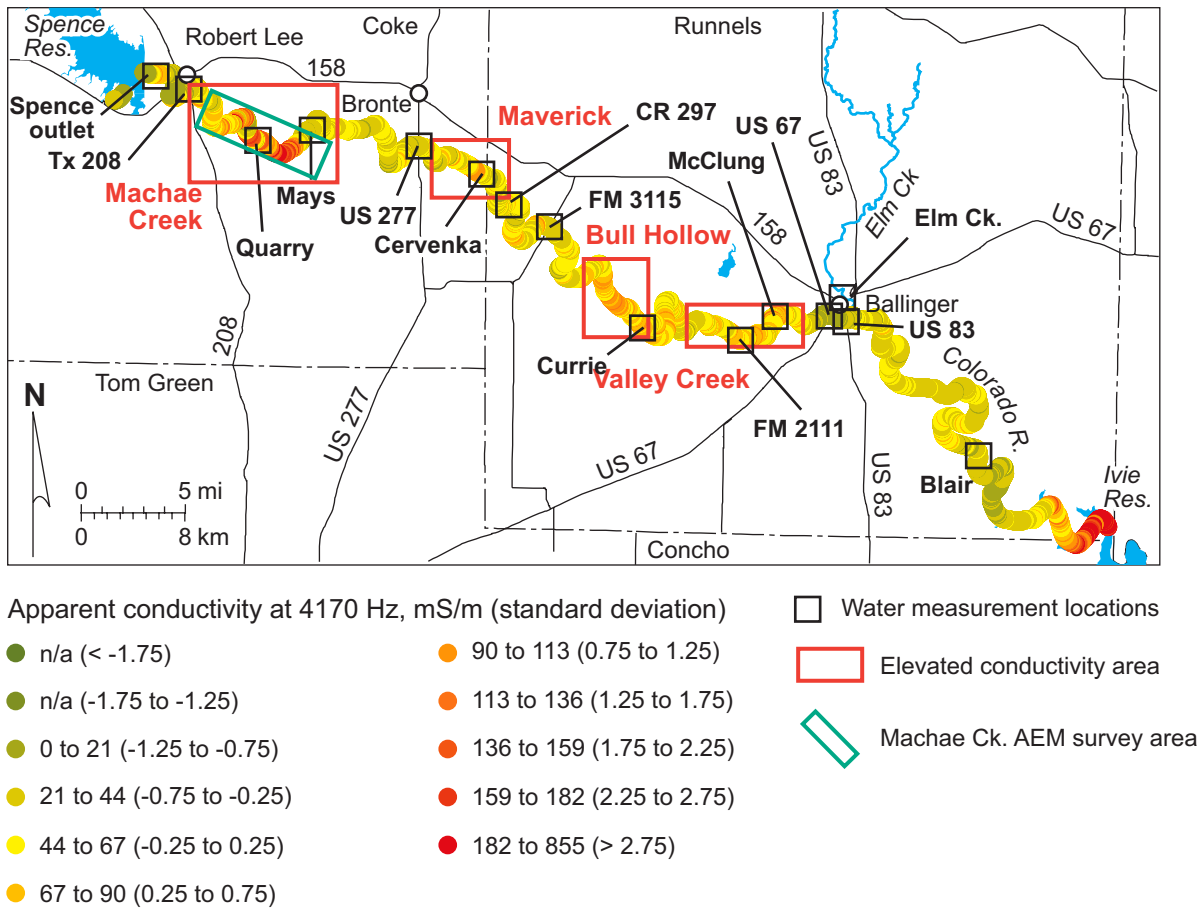 Spence
Res.
Robert Lee
Coke
Runnels
158
Bronte
Maverick
CR 297
US 67
McClung
US 83
Elm Ck
Spence
outlet
Tx 208
Machae
Creek
Mays
Quarry
US 277
Cervenka
FM 3115
Bull Hollow
158
Elm Ck.
US 67
Ballinger
US 83
208
Currie
Valley Creek
FM 2111
Tom Green
N
US 277
US 67
US 83
Colorado R.
Blair
Ivie
Res.
0 5 mi
0 8 km
Concho
Apparent conductivity at 4170 Hz, mS/m (standard deviation)
n/a (< -1.75)
n/a (-1.75 to -1.25)
0 to 21 (-1.25 to -0.75)
21 to 44 (-0.75 to -0.25)
44 to 67 (-0.25 to 0.25)
67 to 90 (0.25 to 0.75)
90 to 113 (0.75 to 1.25)
113 to 136 (1.25 to 1.75)
136 to 159 (1.75 to 2.25)
159 to 182 (2.25 to 2.75)
182 to 855 (> 2.75)
Water measurement locations
Elevated conductivity area
Machae Ck. AEM survey area